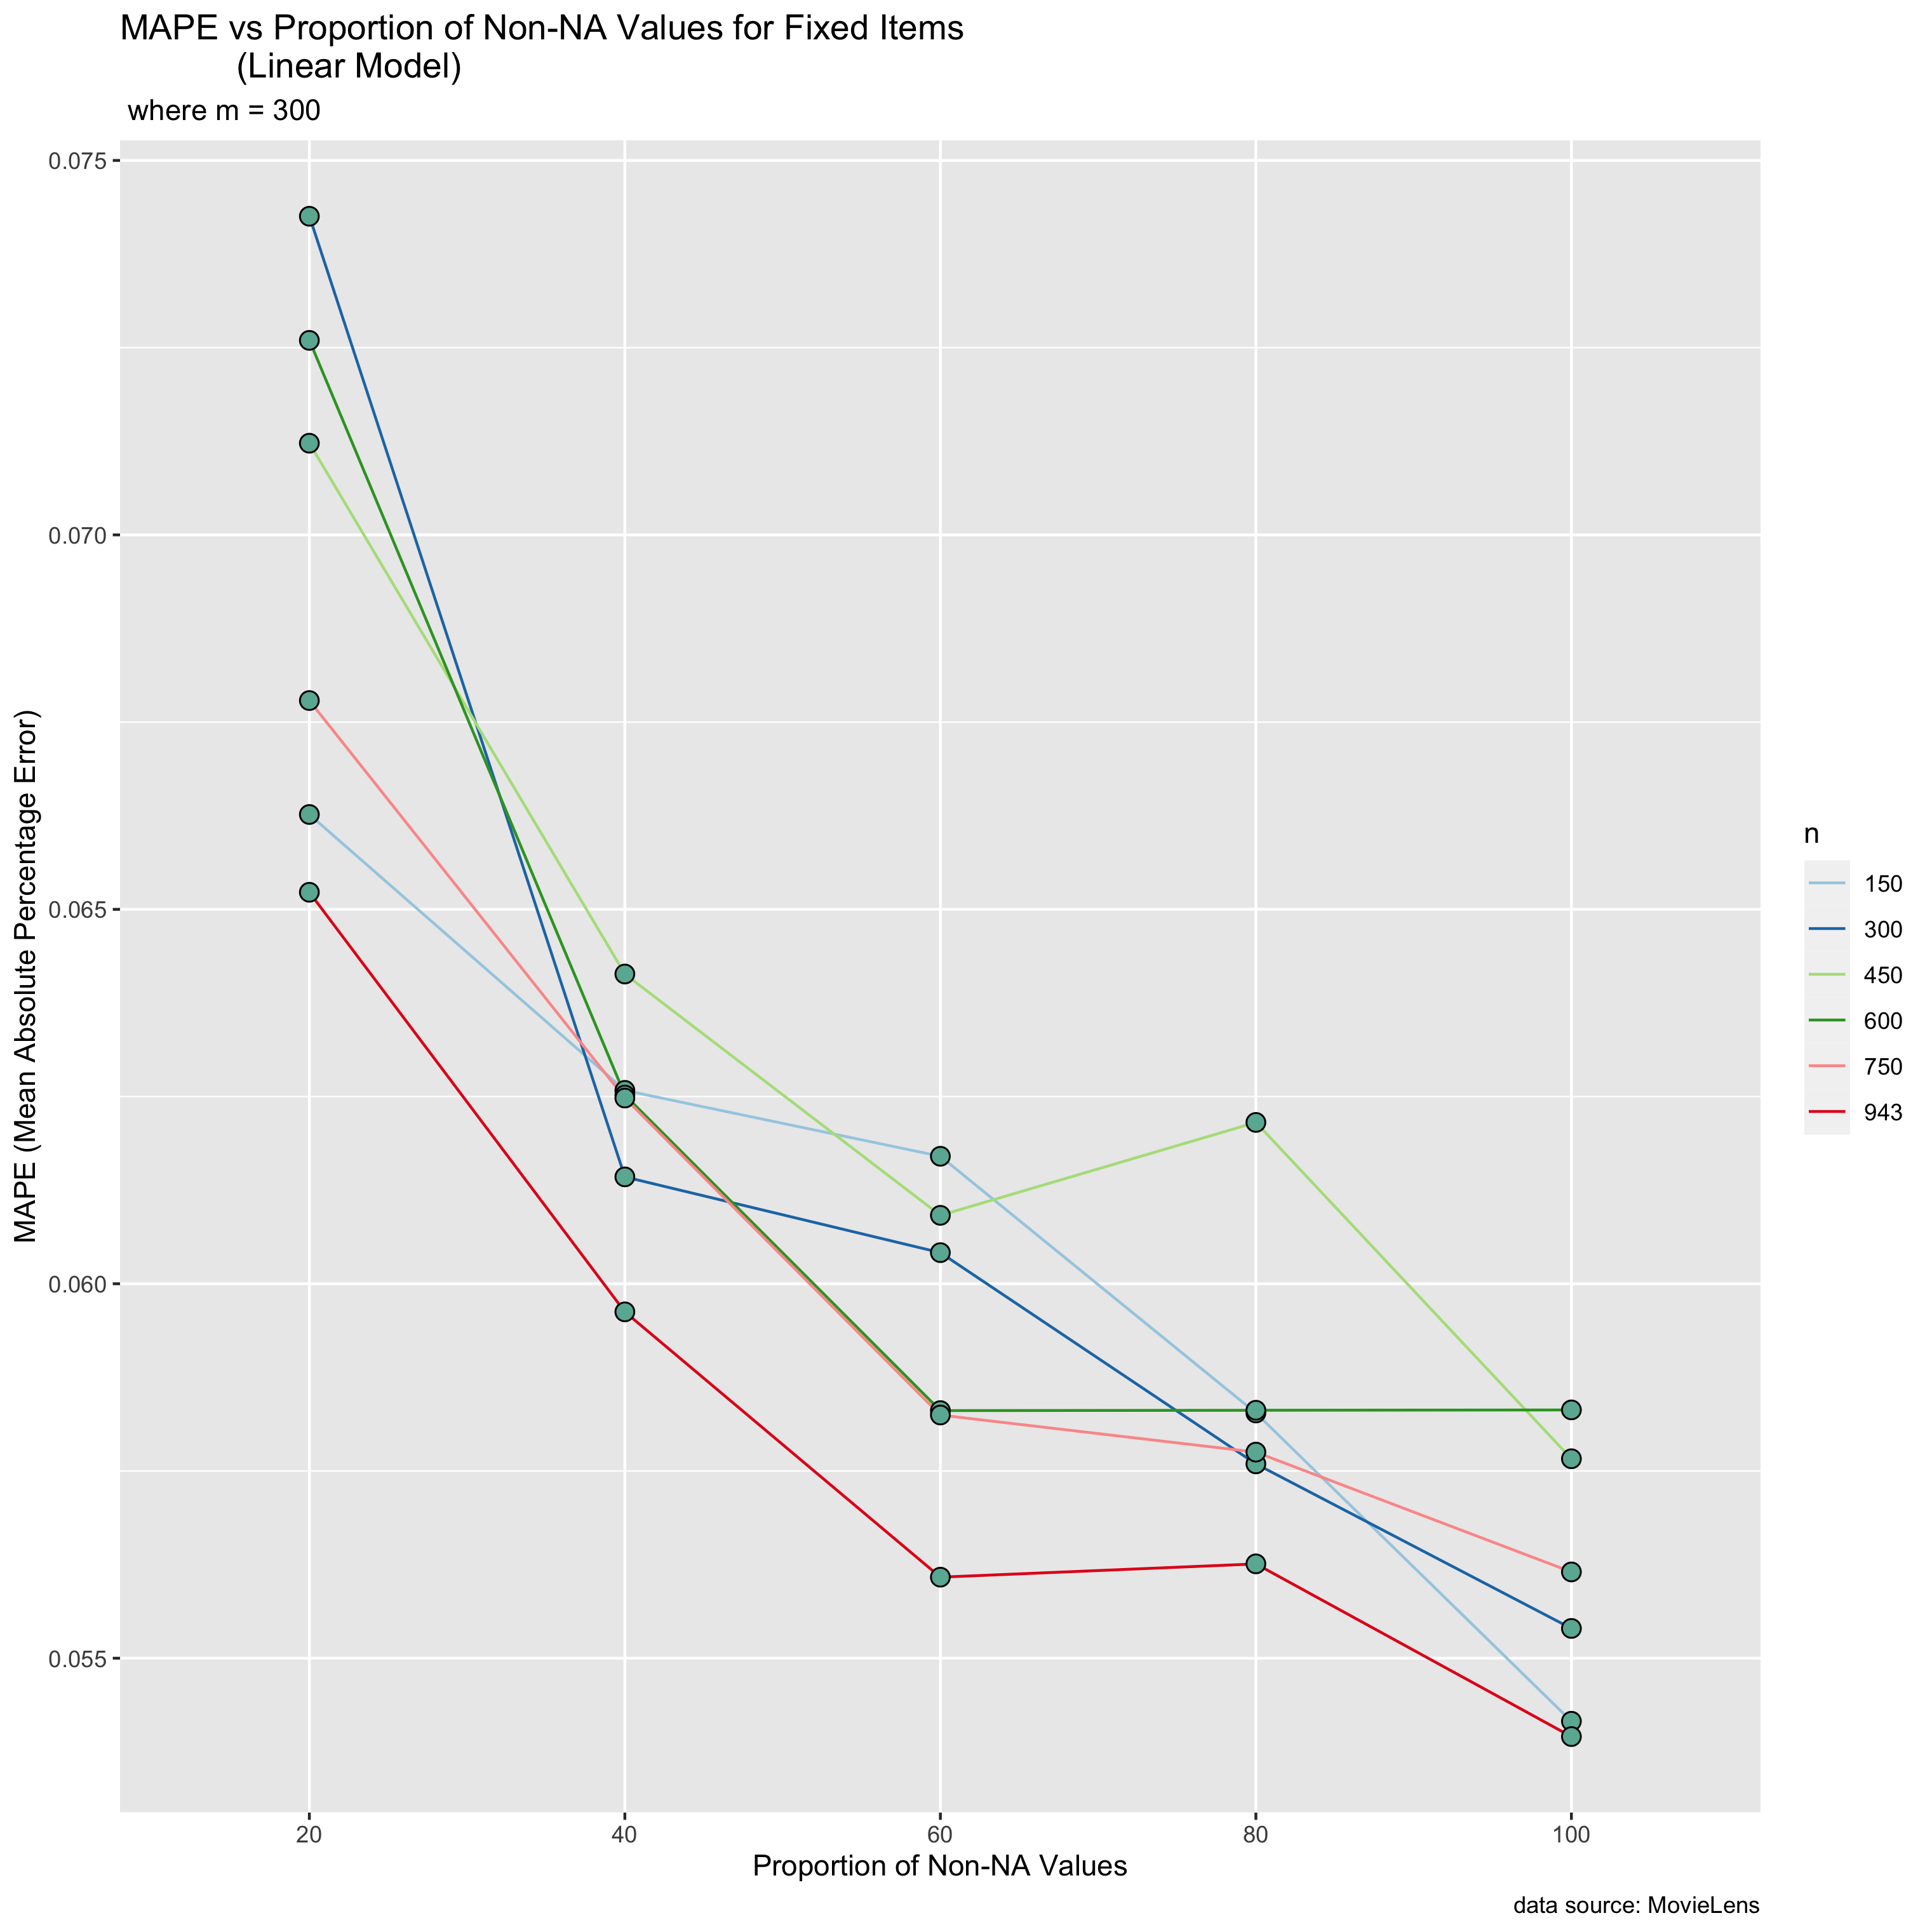 MAPE vs Proportion of Non-NA Values for Fixed Items
(Linear Model)
where m = 300
0.075
0.070
0.065
0.060
0.055
MAPE (Mean Absolute Percentage Error)
20 40 60 80 100
Proportion of Non-NA Values
n
150
300
450
600
750
943
data source: MovieLens